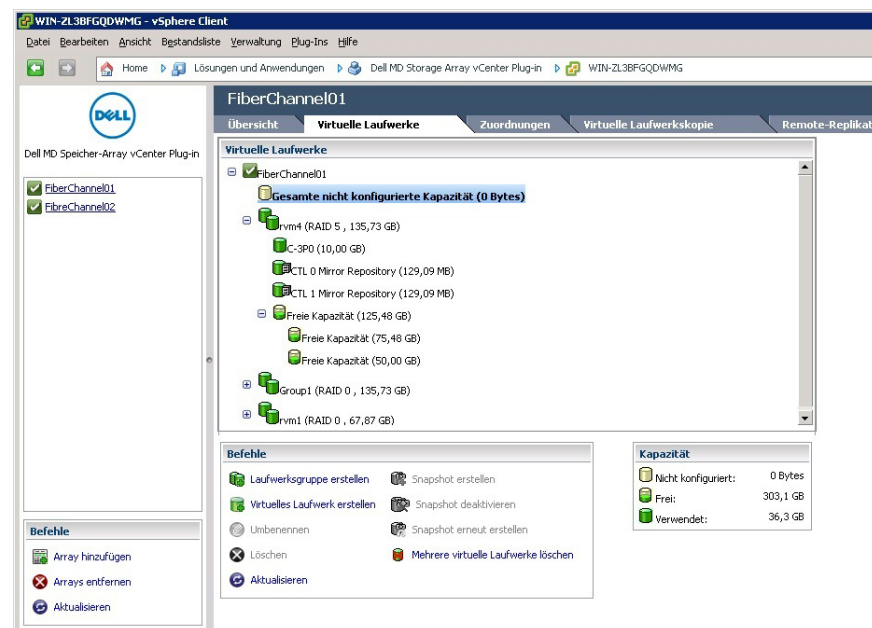 WIN-ZL3BFGQDWMG - vSphere Client
Datei Bearbeiten Ansicht Bestandsliste Verwaltung Plug-Ins Hilfe
Home Lösungen und Anwendungen Dell MD Storage Array vCenter Plug-in WIN-ZL3BFGQDWMG
DELL
Dell MD Speicher-Array vCenter Plug-in
FiberChannel01
FibreChannel02
Befehle
Array hinzufügen
Arrays entfernen
Aktualisieren
FiberChannel01
Übersicht Virtuelle Laufwerke Zuordnungen Virtuelle Laufwerkskopie Remote-Replikat
Virtuelle Laufwerke
FiberChannel01
Gesamte nicht konfigurierte Kapazität (0 Bytes)
rvm4 (RAID 5 , 135,73 GB)
C-3P0 (10,00 GB)
CTL 0 Mirror Repository (129,09 MB)
CTL 1 Mirror Repository (129,09 MB)
Freie Kapazität (125,48 GB)
Freie Kapazität (75,48 GB)
Freie Kapazität (50,00 GB)
Group1 (RAID 0 , 135,73 GB)
rvm1 (RAID 0 , 67,87 GB)
Befehle
Laufwerksgruppe erstellen Snapshot erstellen
Virtuelles Laufwerk erstellen Snapshot deaktivieren
Umbenennen Snapshot erneut erstellen
Löschen Mehrere virtuelle Laufwerke löschen
Aktualisieren
Kapazität
Nicht konfiguriert: 0 Bytes
Frei: 303,1 GB
Verwendet: 36,3 GB